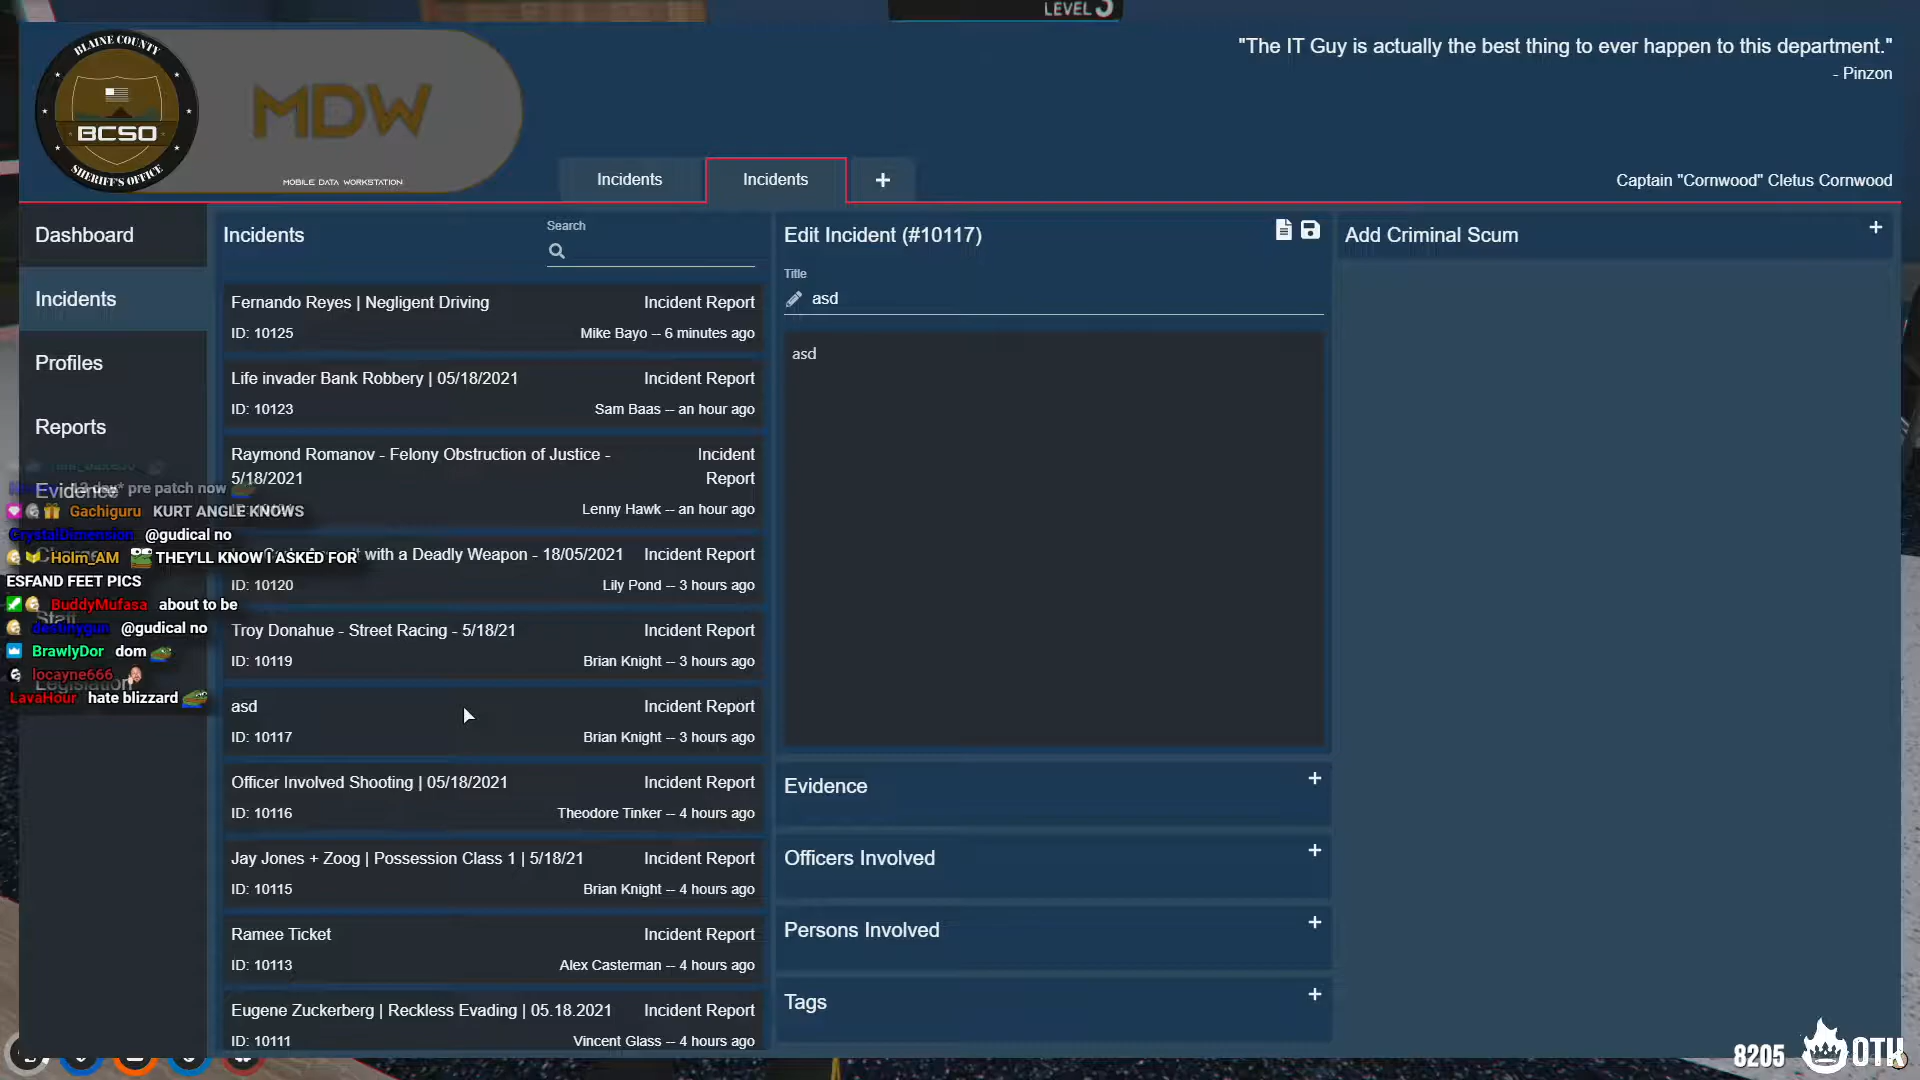 LEVEL 3
BLAINE COUNTY
BCSO
SHERIFF'S OFFICE
MDW
MOBILE DATA WORKSTATION
"The IT Guy is actually the best thing to ever happen to this department."
- Pinzon
Incidents
Incidents
+
Captain "Cornwood" Cletus Cornwood
Dashboard
Incidents
Profiles
Reports
Evidence
Staff
Legislation
pre patch now
Gachiguru KURT ANGLE KNOWS
CrystalDimension @gudical no
Holm_AM THEY'LL KNOW I ASKED FOR
ESFAND FEET PICS
BuddyMufasa about to be
destinygun @gudical no
BrawlyDor dom
locayne666
LavaHour hate blizzard
Incidents
Search
Fernando Reyes | Negligent Driving Incident Report
ID: 10125 Mike Bayo -- 6 minutes ago
Life invader Bank Robbery | 05/18/2021 Incident Report
ID: 10123 Sam Baas -- an hour ago
Raymond Romanov - Felony Obstruction of Justice - Incident
5/18/2021 Report
Lenny Hawk -- an hour ago
with a Deadly Weapon - 18/05/2021 Incident Report
ID: 10120 Lily Pond -- 3 hours ago
Troy Donahue - Street Racing - 5/18/21 Incident Report
ID: 10119 Brian Knight -- 3 hours ago
asd Incident Report
ID: 10117 Brian Knight -- 3 hours ago
Officer Involved Shooting | 05/18/2021 Incident Report
ID: 10116 Theodore Tinker -- 4 hours ago
Jay Jones + Zoog | Possession Class 1 | 5/18/21 Incident Report
ID: 10115 Brian Knight -- 4 hours ago
Ramee Ticket Incident Report
ID: 10113 Alex Casterman -- 4 hours ago
Eugene Zuckerberg | Reckless Evading | 05.18.2021 Incident Report
ID: 10111 Vincent Glass -- 4 hours ago
Edit Incident (#10117)
Title
asd
asd
Evidence +
Officers Involved +
Persons Involved +
Tags +
Add Criminal Scum +
8205 OTK